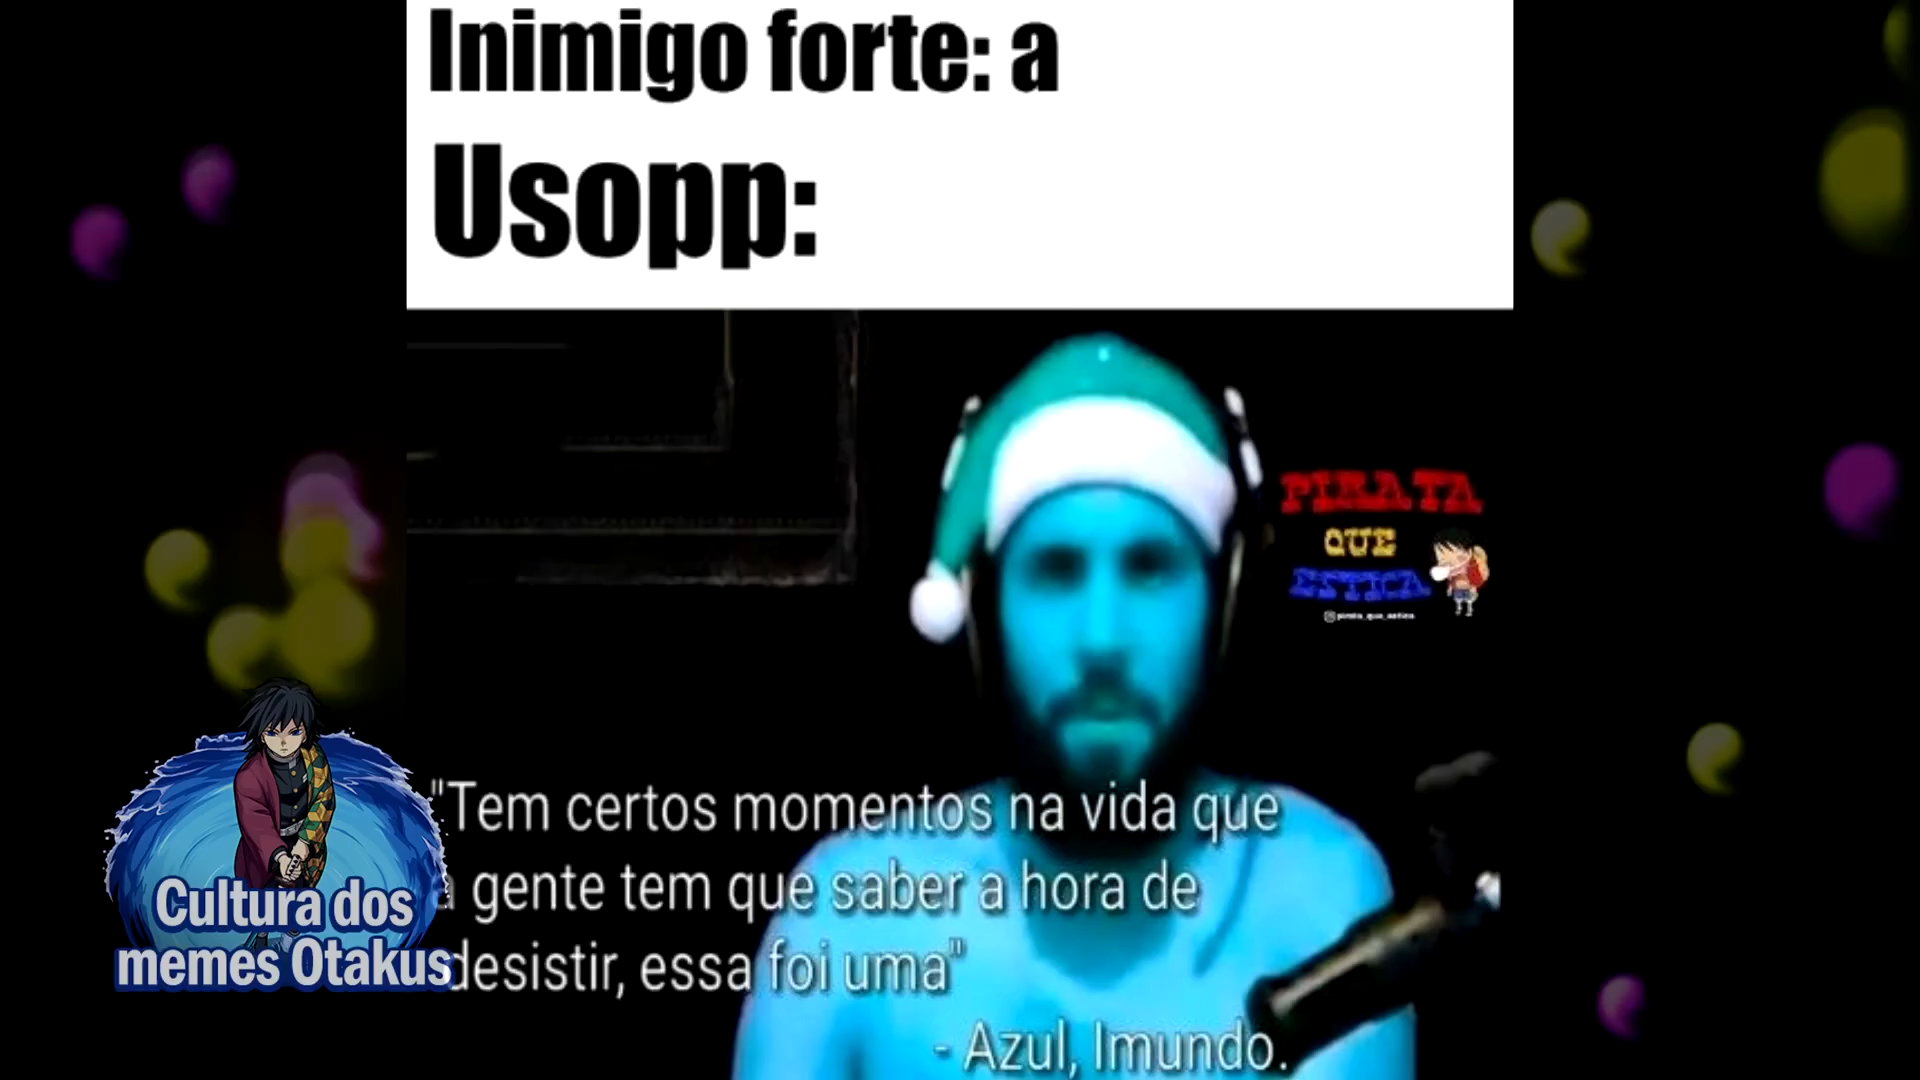 Inimigo forte: a
Usopp:
PIRATA
QUE
ESTICA
@pirata_que_estica
"Tem certos momentos na vida que
a gente tem que saber a hora de
desistir, essa foi uma"
- Azul, Imundo.
Cultura dos
memes Otakus